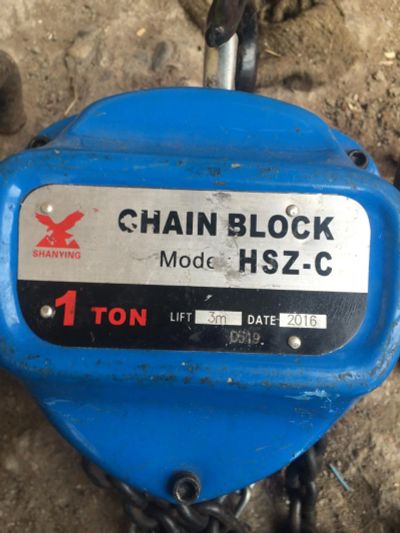 CHAIN BLOCK
SHANYING
Model HSZ-C
1 TON LIFT 3m DATE 2016
D519